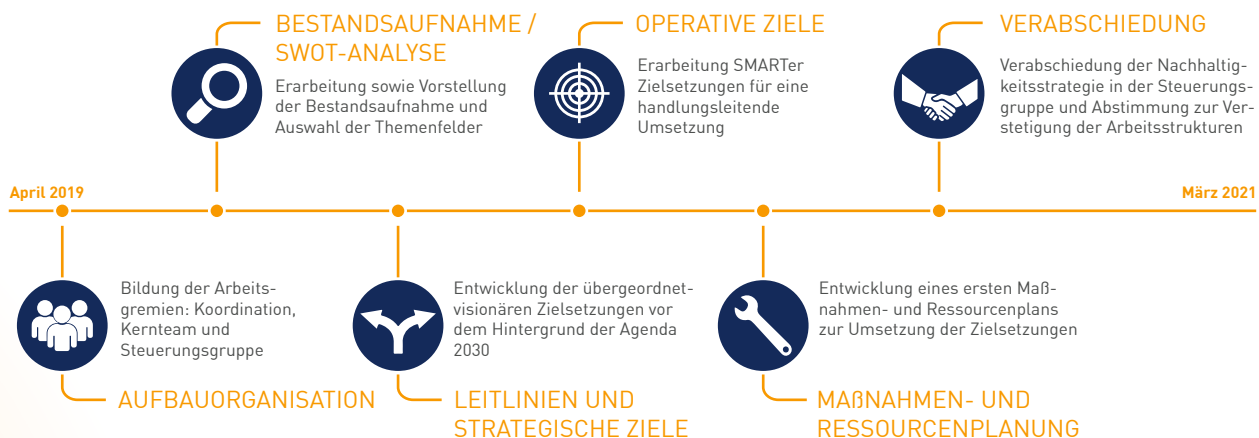 BESTANDSAUFNAHME /
SWOT-ANALYSE
Erarbeitung sowie Vorstellung
der Bestandsaufnahme und
Auswahl der Themenfelder
OPERATIVE ZIELE
Erarbeitung SMARTer
Zielsetzungen für eine
handlungsleitende
Umsetzung
VERABSCHIEDUNG
Verabschiedung der Nachhaltig-
keitsstrategie in der Steuerungs-
gruppe und Abstimmung zur Ver-
stetigung der Arbeitsstrukturen
April 2019
März 2021
Bildung der Arbeits-
gremien: Koordination,
Kernteam und
Steuerungsgruppe
AUFBAUORGANISATION
Entwicklung der übergeordnet-
visionären Zielsetzungen vor
dem Hintergrund der Agenda
2030
LEITLINIEN UND
STRATEGISCHE ZIELE
Entwicklung eines ersten Maß-
nahmen- und Ressourcenplans
zur Umsetzung der Zielsetzungen
MAßNAHMEN- UND
RESSOURCENPLANUNG